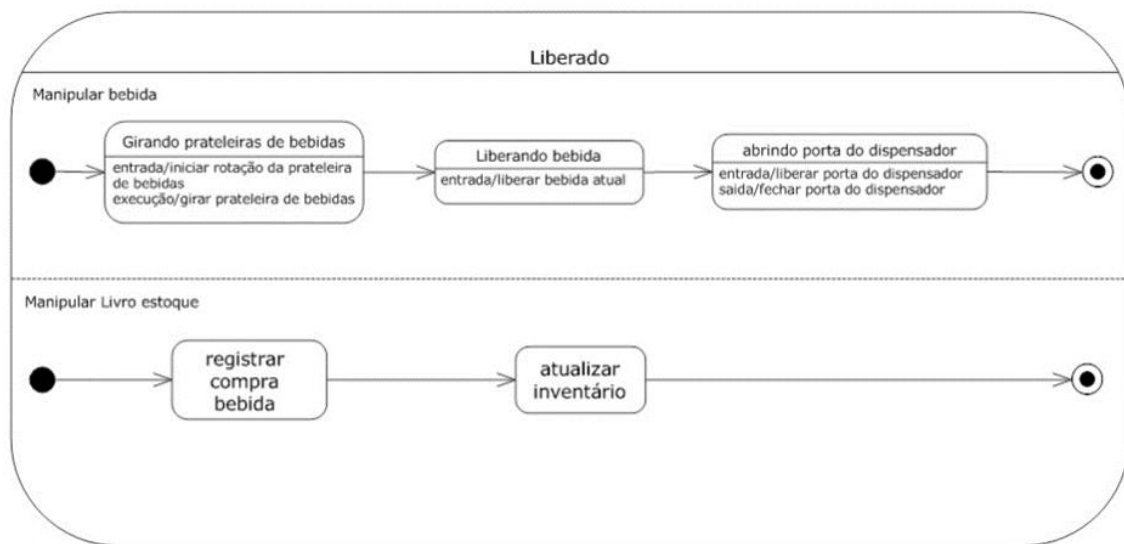 Liberado
Manipular bebida
Girando prateleiras de bebidas
entrada/iniciar rotação da prateleira
de bebidas
execução/girar prateleira de bebidas
Liberando bebida
entrada/liberar bebida atual
abrindo porta do dispensador
entrada/liberar porta do dispensador
saida/fechar porta do dispensador
Manipular Livro estoque
registrar
compra
bebida
atualizar
inventário